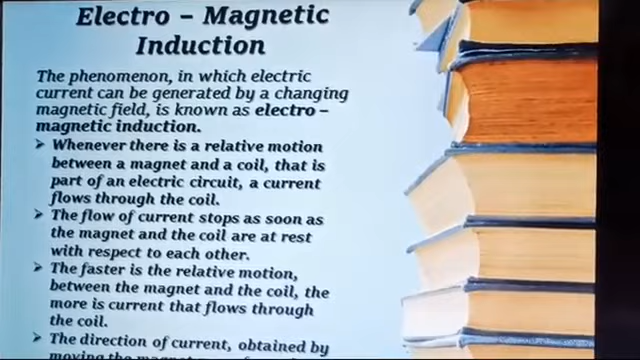 Electro – Magnetic
Induction
The phenomenon, in which electric
current can be generated by a changing
magnetic field, is known as electro –
magnetic induction.
➢ Whenever there is a relative motion
between a magnet and a coil, that is
part of an electric circuit, a current
flows through the coil.
➢ The flow of current stops as soon as
the magnet and the coil are at rest
with respect to each other.
➢ The faster is the relative motion,
between the magnet and the coil, the
more is current that flows through
the coil.
➢ The direction of current, obtained by
moving the magnet